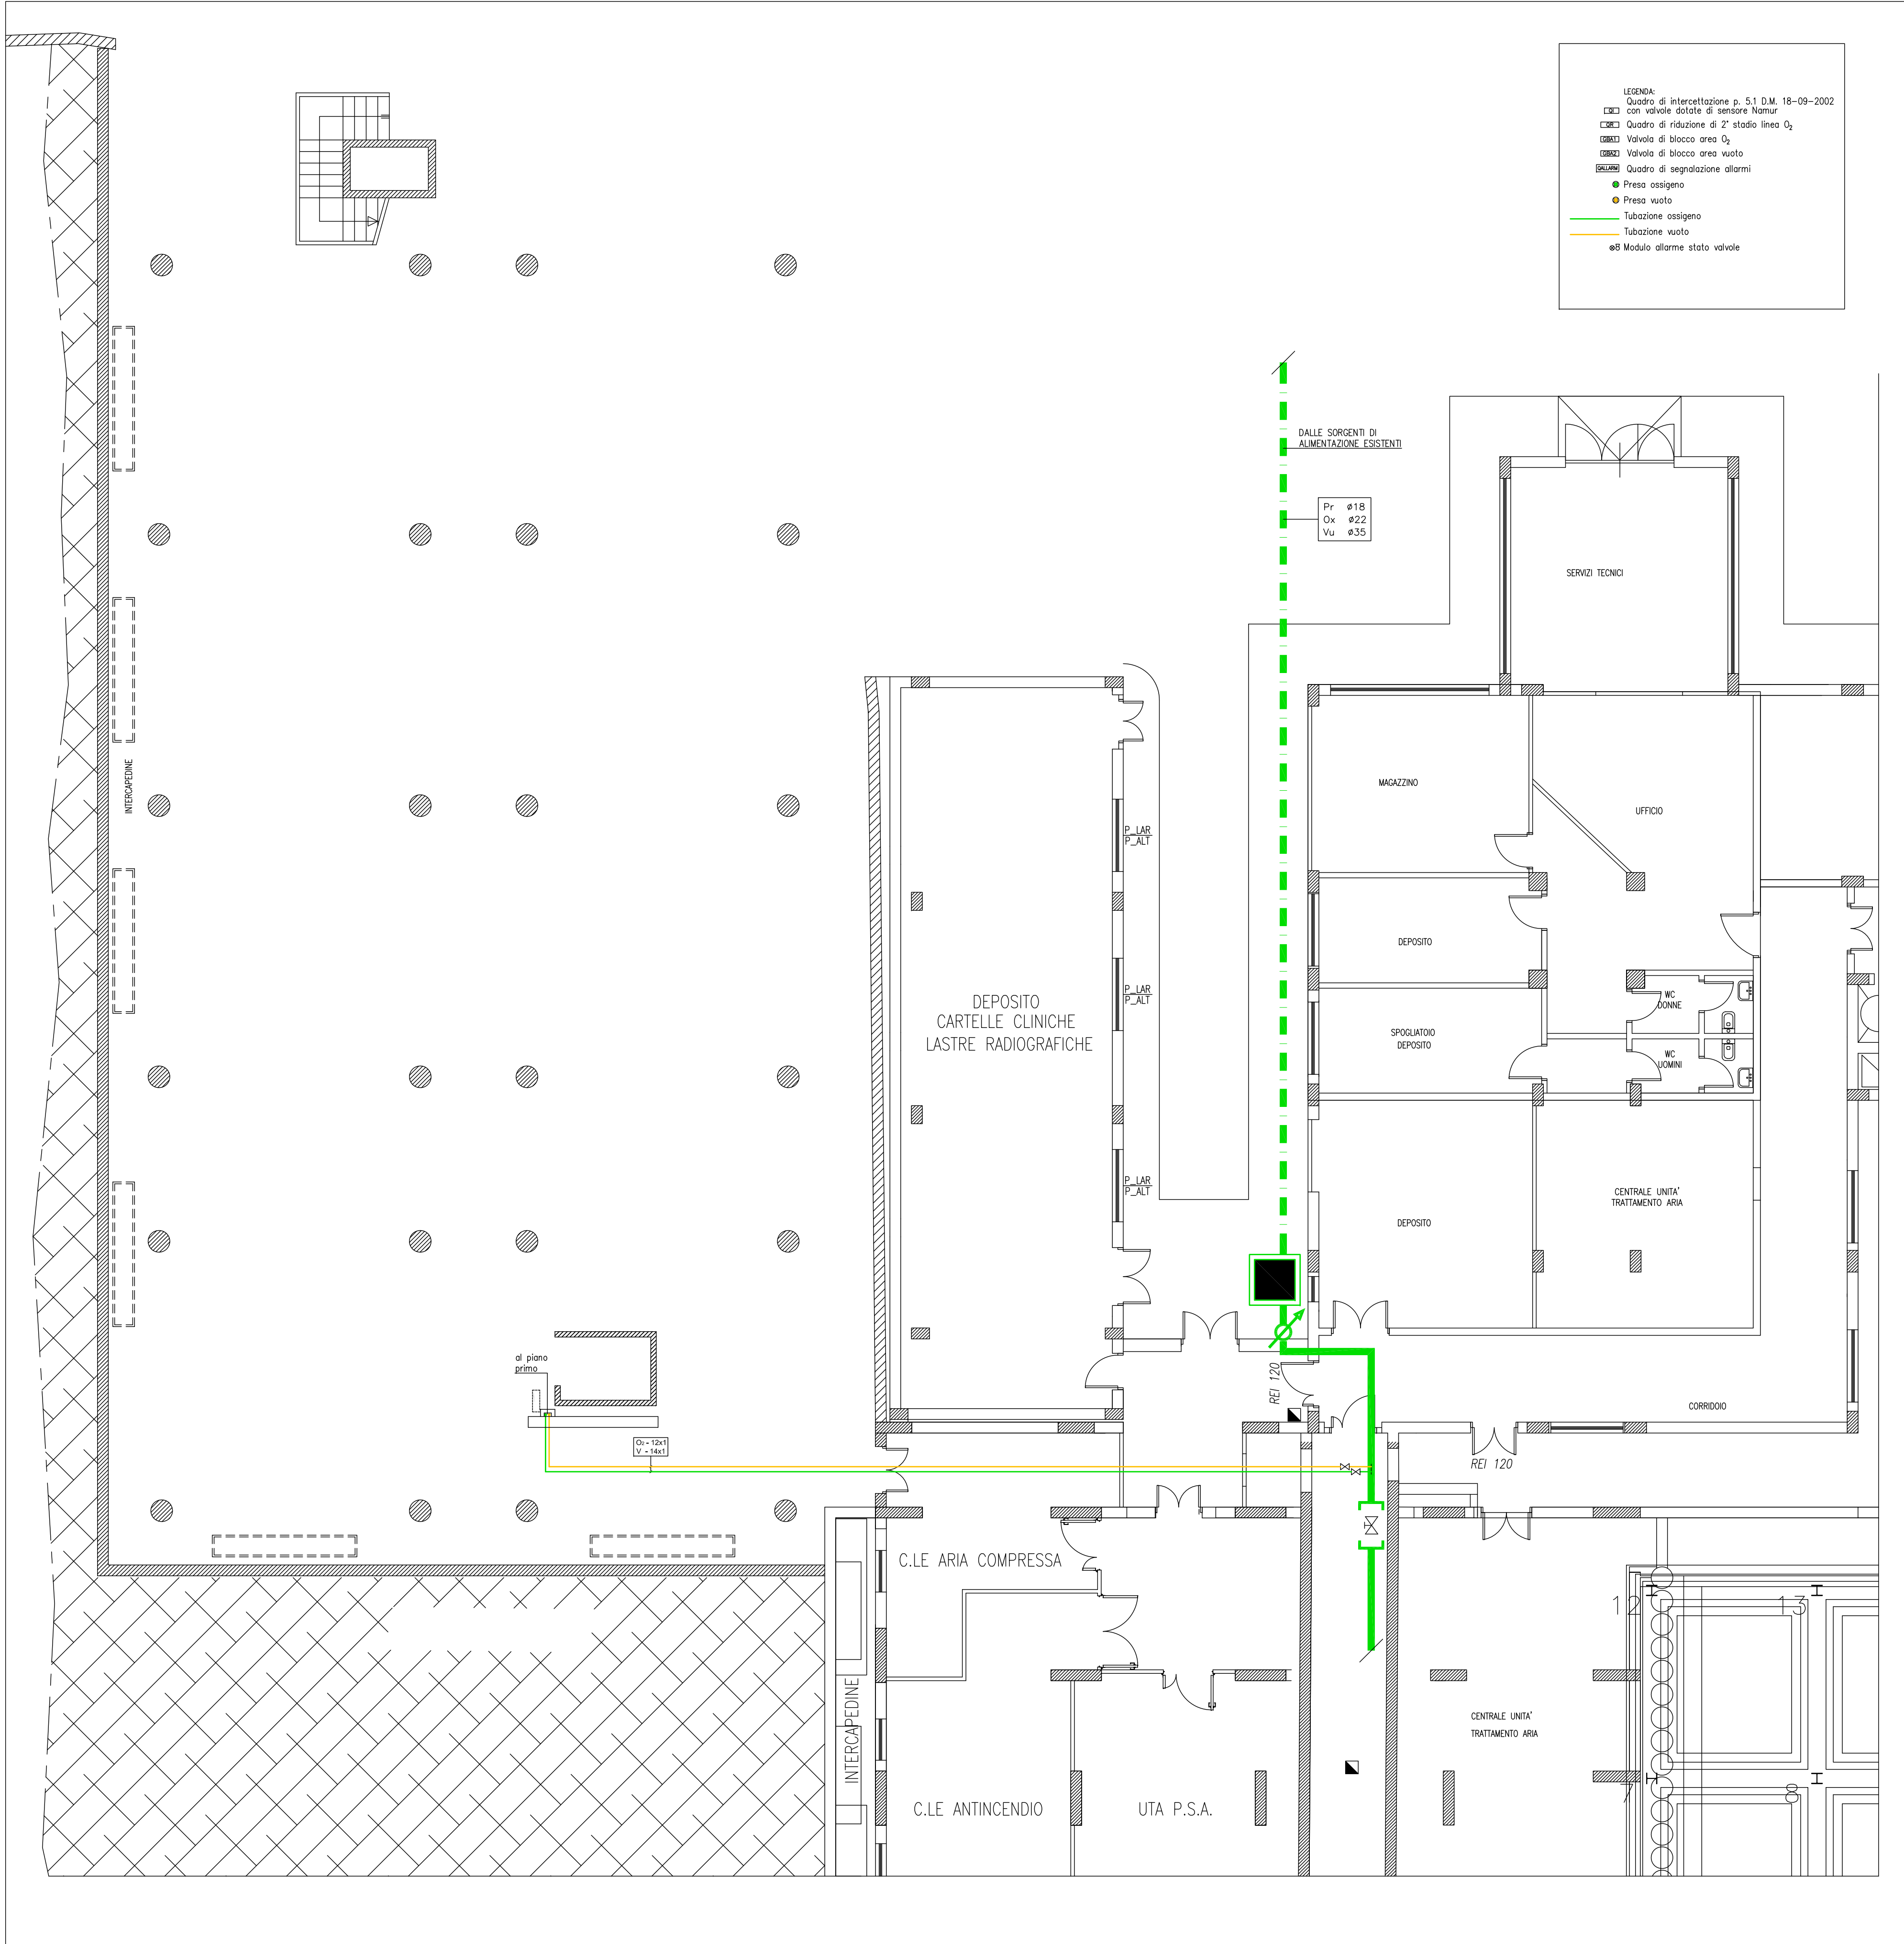 LEGENDA:
Quadro di intercettazione p. 5.1 D.M. 18-09-2002
QI con valvole dotate di sensore Namur
QR Quadro di riduzione di 2° stadio linea O₂
GBA1 Valvola di blocco area O₂
GBA2 Valvola di blocco area vuoto
QALLARM Quadro di segnalazione allarmi
Presa ossigeno
Presa vuoto
Tubazione ossigeno
Tubazione vuoto
Modulo allarme stato valvole
DALLE SORGENTI DI
ALIMENTAZIONE ESISTENTI
Pr ø18
Ox ø22
Vu ø35
SERVIZI TECNICI
INTERCAPEDINE
MAGAZZINO
UFFICIO
P_LAR
P_ALT
DEPOSITO
DEPOSITO
CARTELLE CLINICHE
LASTRE RADIOGRAFICHE
P_LAR
P_ALT
WC
DONNE
SPOGLIATOIO
DEPOSITO
WC
UOMINI
P_LAR
P_ALT
CENTRALE UNITA'
TRATTAMENTO ARIA
DEPOSITO
al piano
primo
REI 120
CORRIDOIO
O₂ - 12x1
V - 14x1
REI 120
C.LE ARIA COMPRESSA
12
13
INTERCAPEDINE
CENTRALE UNITA'
TRATTAMENTO ARIA
7
8
C.LE ANTINCENDIO
UTA P.S.A.